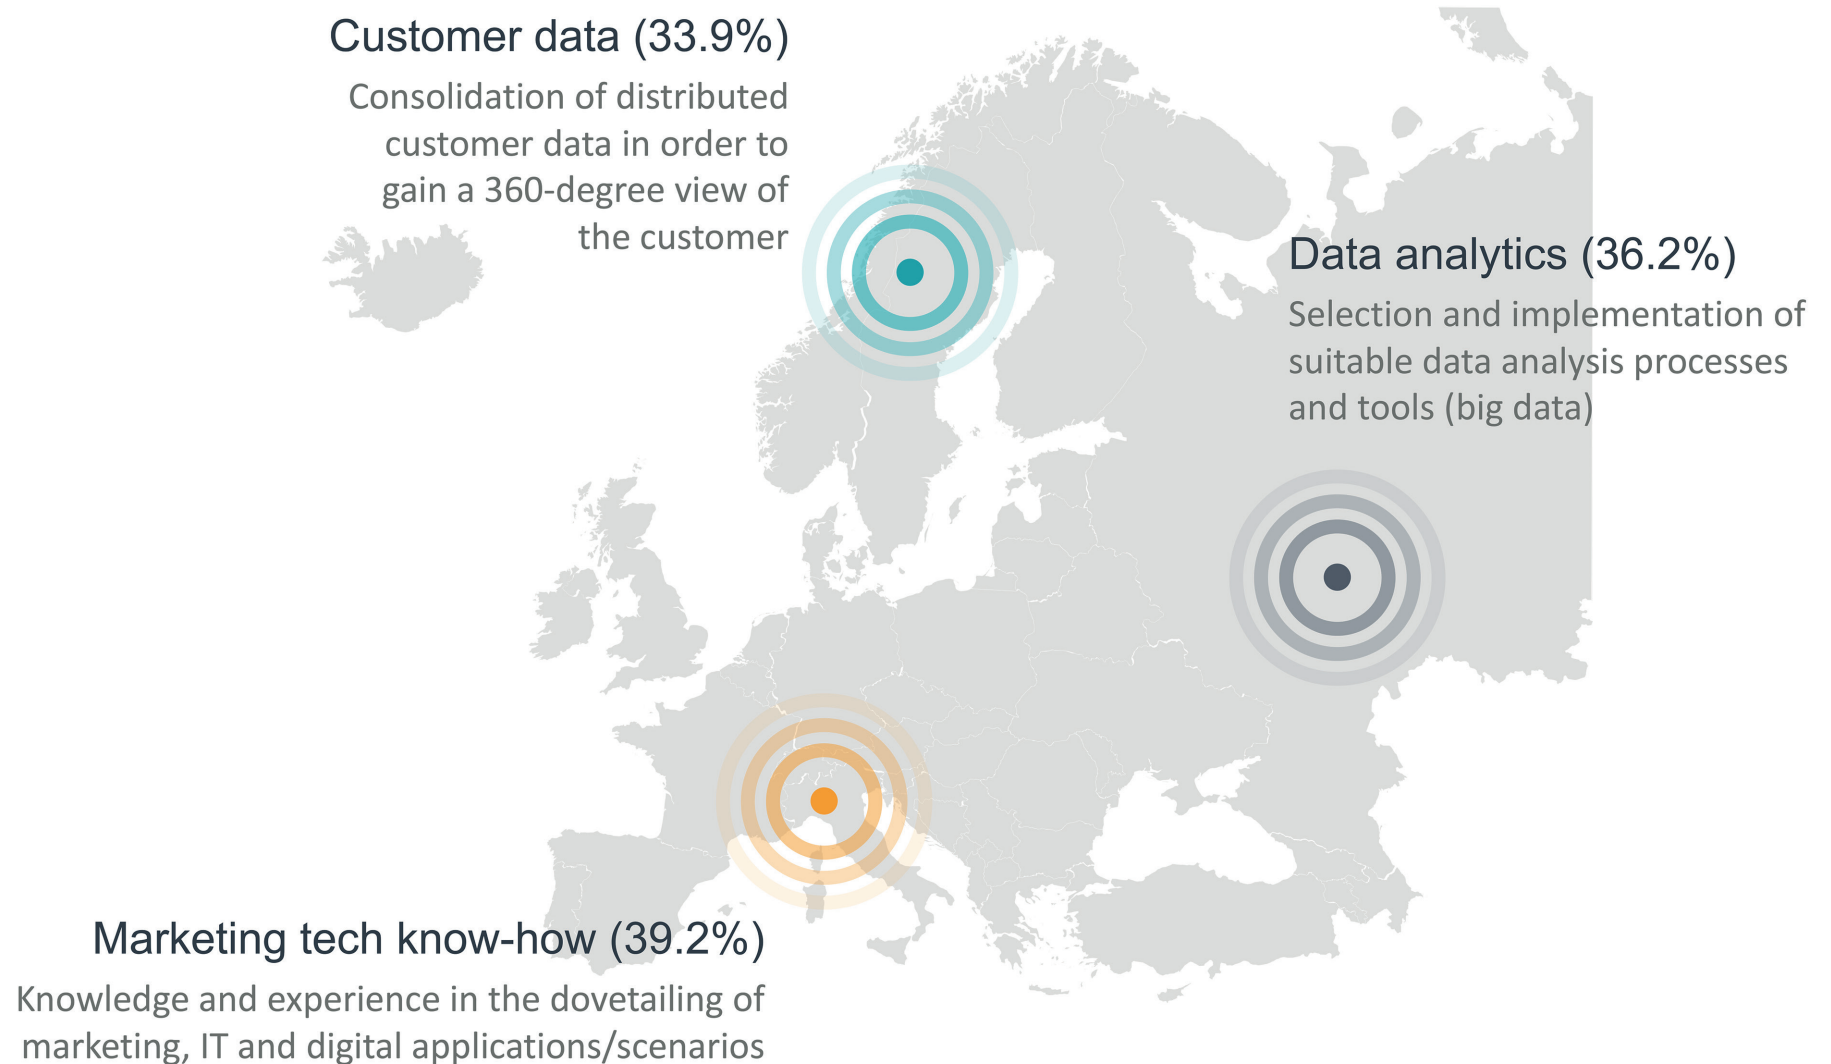 Customer data (33.9%)
Consolidation of distributed
customer data in order to
gain a 360-degree view of
the customer
Data analytics (36.2%)
Selection and implementation of
suitable data analysis processes
and tools (big data)
Marketing tech know-how (39.2%)
Knowledge and experience in the dovetailing of
marketing, IT and digital applications/scenarios